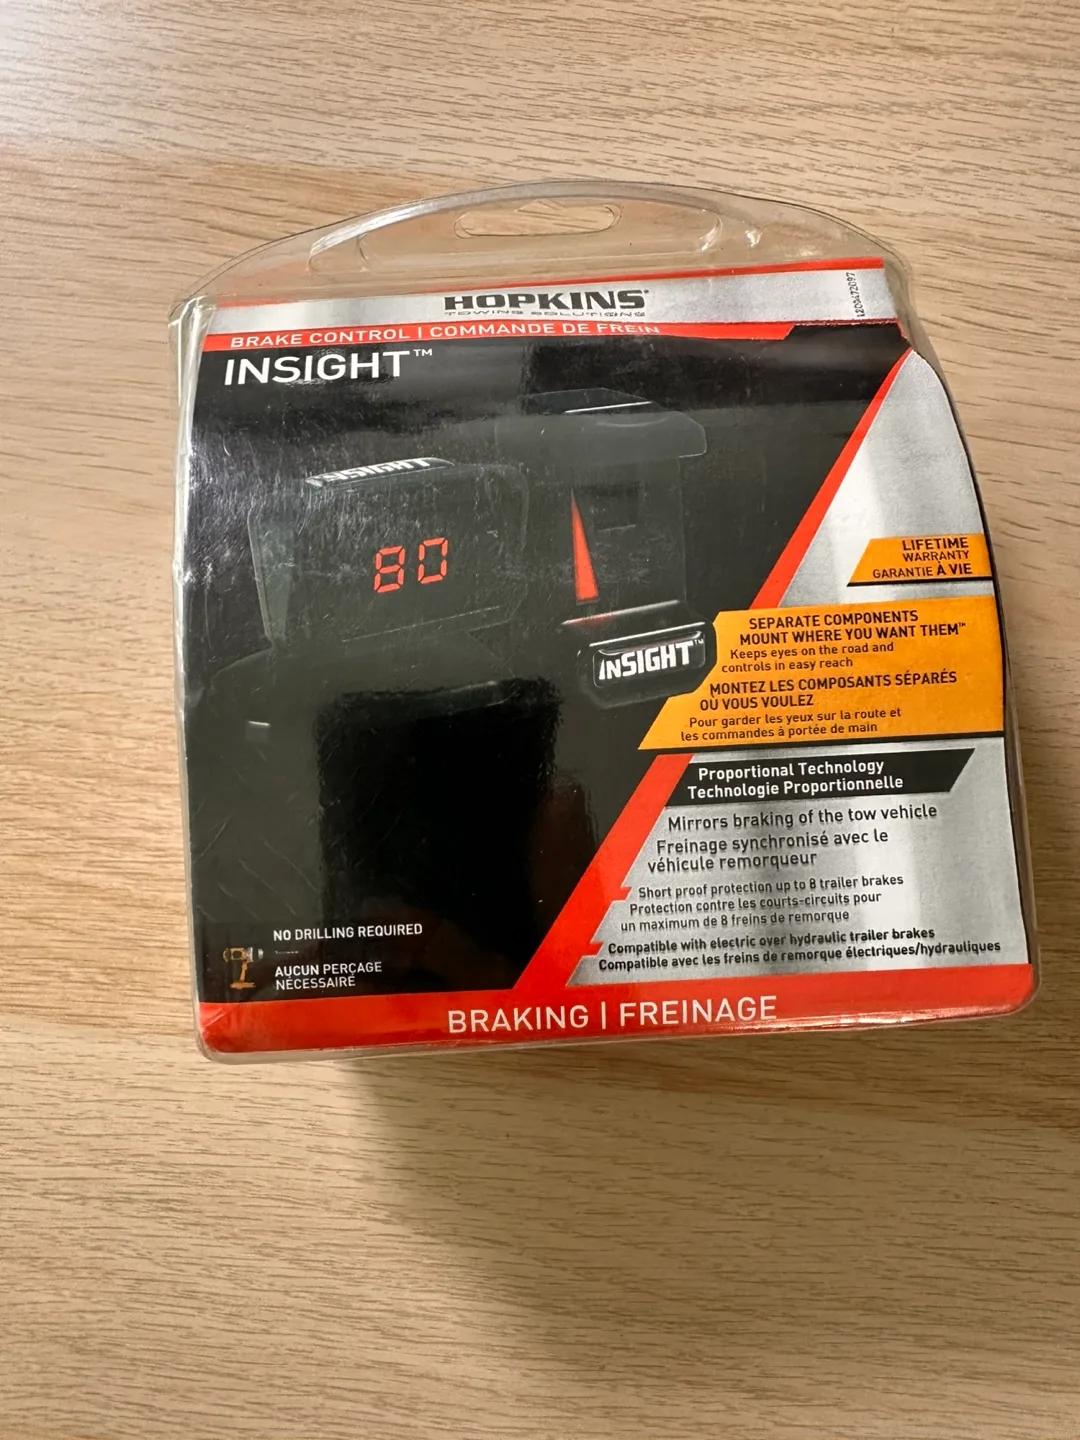 HOPKINS®
TOWING SOLUTIONS
1200472097
BRAKE CONTROL | COMMANDE DE FREIN
INSIGHT™
INSIGHT
80
INSIGHT™
LIFETIME
WARRANTY
GARANTIE À VIE
SEPARATE COMPONENTS
MOUNT WHERE YOU WANT THEM™
Keeps eyes on the road and
controls in easy reach
MONTEZ LES COMPOSANTS SÉPARÉS
OÙ VOUS VOULEZ
Pour garder les yeux sur la route et
les commandes à portée de main
Proportional Technology
Technologie Proportionnelle
Mirrors braking of the tow vehicle
Freinage synchronisé avec le
véhicule remorqueur
Short proof protection up to 8 trailer brakes
Protection contre les courts-circuits pour
un maximum de 8 freins de remorque
Compatible with electric over hydraulic trailer brakes
Compatible avec les freins de remorque électriques/hydrauliques
NO DRILLING REQUIRED
AUCUN PERÇAGE
NÉCESSAIRE
BRAKING | FREINAGE